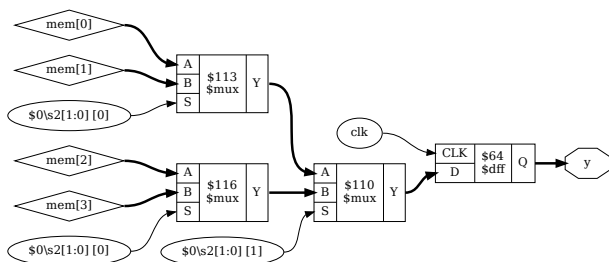 mem[0]
mem[1]
$0\s2[1:0] [0]
A
B
S
$113
$mux
Y
mem[2]
mem[3]
$0\s2[1:0] [0]
A
B
S
$116
$mux
Y
$0\s2[1:0] [1]
A
B
S
$110
$mux
Y
clk
CLK
D
$64
$dff
Q
y